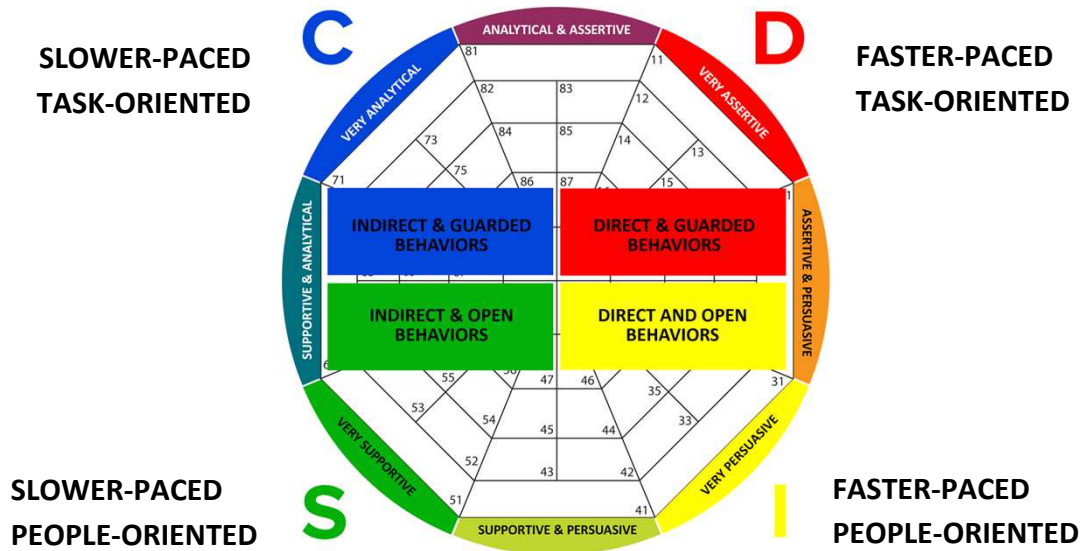 C
D
SLOWER-PACED
TASK-ORIENTED
FASTER-PACED
TASK-ORIENTED
ANALYTICAL & ASSERTIVE
VERY ANALYTICAL
VERY ASSERTIVE
81
11
82
83
12
73
84
85
14
13
75
15
71
86
87
INDIRECT & GUARDED
BEHAVIORS
DIRECT & GUARDED
BEHAVIORS
SUPPORTIVE & ANALYTICAL
ASSERTIVE & PERSUASIVE
INDIRECT & OPEN
BEHAVIORS
DIRECT AND OPEN
BEHAVIORS
55
47
46
35
31
53
54
45
44
33
52
43
42
51
41
VERY SUPPORTIVE
VERY PERSUASIVE
SUPPORTIVE & PERSUASIVE
S
I
SLOWER-PACED
PEOPLE-ORIENTED
FASTER-PACED
PEOPLE-ORIENTED